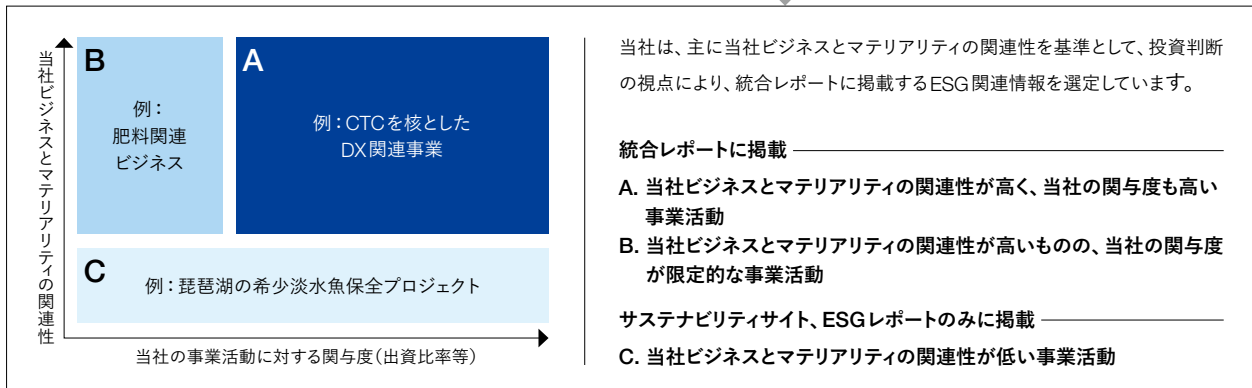 当社ビジネスとマテリアリティの関連性
B
例：
肥料関連
ビジネス
A
例：CTCを核とした
DX関連事業
C
例：琵琶湖の希少淡水魚保全プロジェクト
当社の事業活動に対する関与度（出資比率等）
当社は、主に当社ビジネスとマテリアリティの関連性を基準として、投資判断
の視点により、統合レポートに掲載するESG関連情報を選定しています。
統合レポートに掲載
A. 当社ビジネスとマテリアリティの関連性が高く、当社の関与度も高い
事業活動
B. 当社ビジネスとマテリアリティの関連性が高いものの、当社の関与度
が限定的な事業活動
サステナビリティサイト、ESGレポートのみに掲載
C. 当社ビジネスとマテリアリティの関連性が低い事業活動